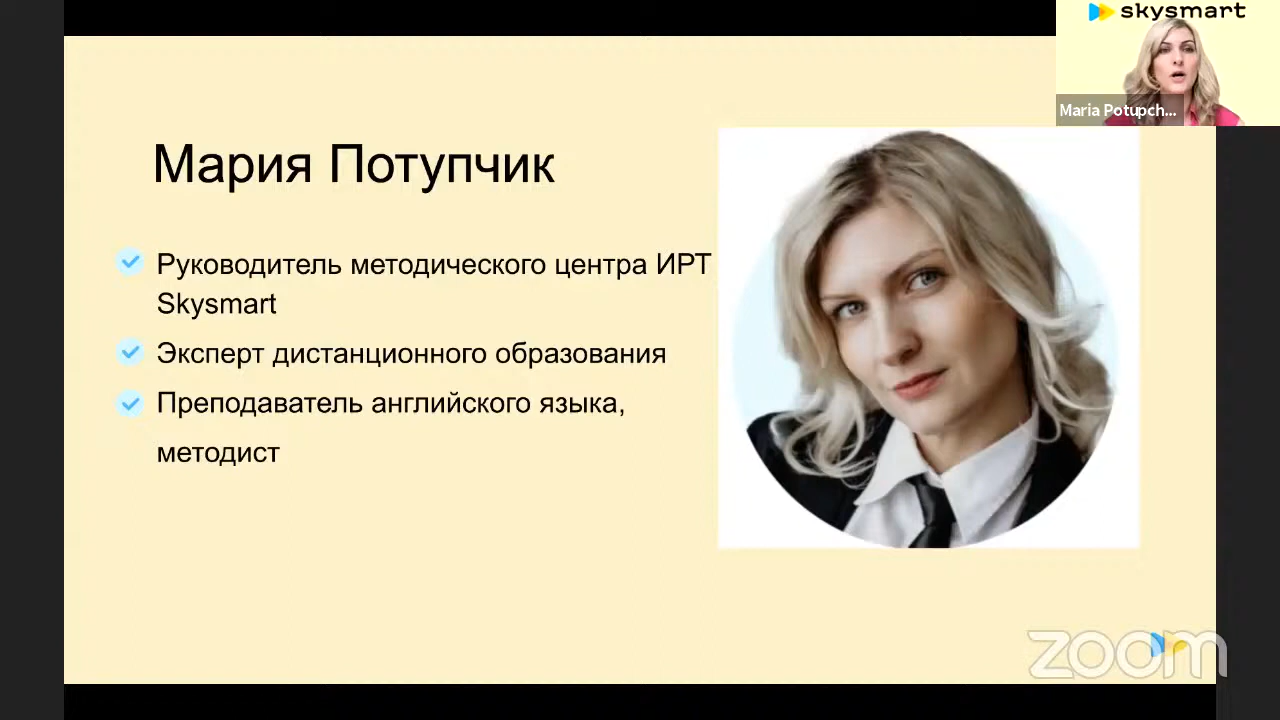 skysmart
Maria Potupch...
Мария Потупчик
Руководитель методического центра ИРТ
Skysmart
Эксперт дистанционного образования
Преподаватель английского языка,
методист
zoom